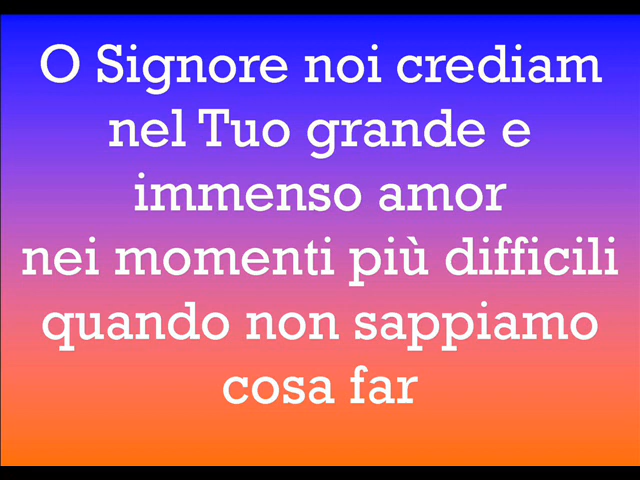 O Signore noi crediam
nel Tuo grande e
immenso amor
nei momenti più difficili
quando non sappiamo
cosa far